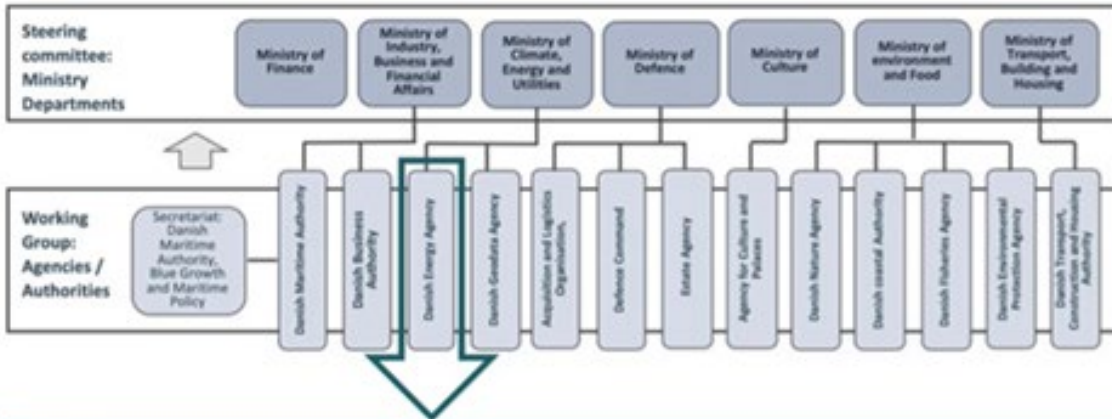 Steering
committee:
Ministry
Departments
Ministry of
Finance
Ministry of
Industry,
Business and
Financial
Affairs
Ministry of
Climate,
Energy and
Utilities
Ministry of
Defence
Ministry of
Culture
Ministry of
environment
and Food
Ministry of
Transport,
Building and
Housing
Working
Group:
Agencies /
Authorities
Secretariat:
Danish
Maritime
Authority,
Blue Growth
and Maritime
Policy
Danish Maritime Authority
Danish Business
Authority
Danish Energy Agency
Danish Geodata Agency
Acquisition and Logistics
Organisation,
Defence Command
Estate Agency
Agency for Culture and
Palaces
Danish Nature Agency
Danish coastal Authority
Danish Fisheries Agency
Danish Environmental
Protection Agency
Danish Transport,
Construction and Housing
Authority